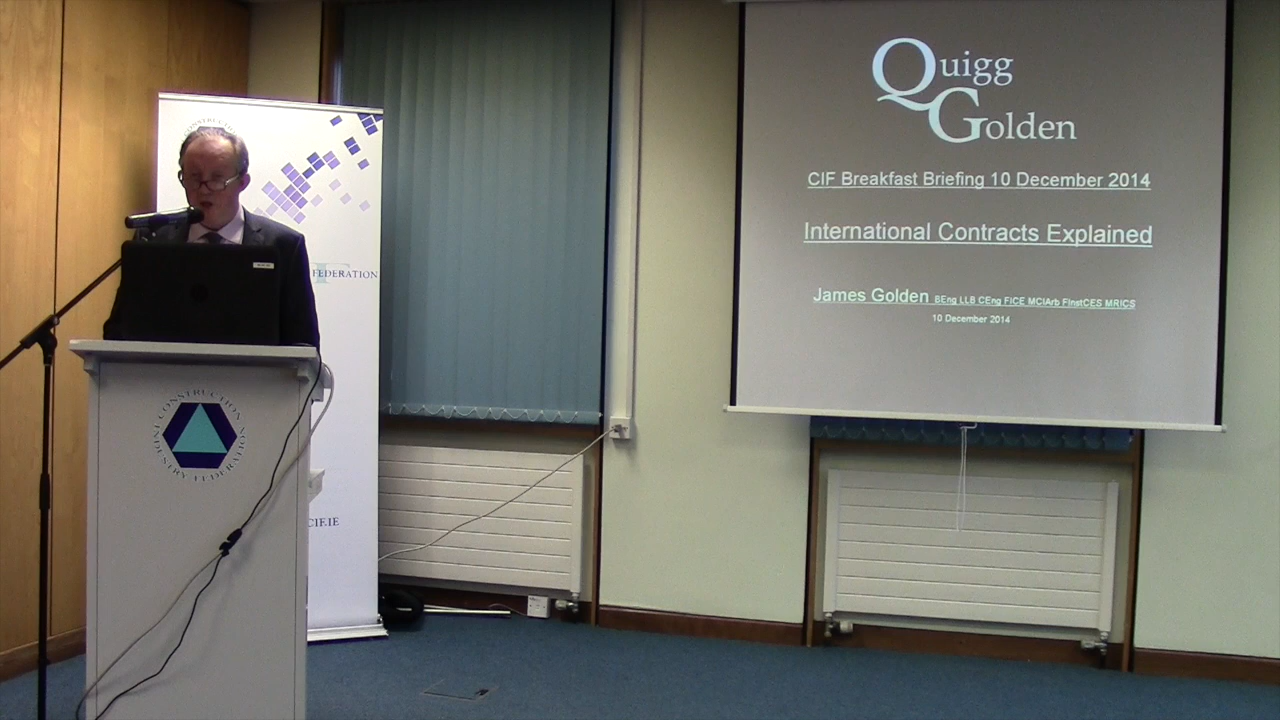 Quigg
Golden
CIF Breakfast Briefing 10 December 2014
International Contracts Explained
James Golden BEng LLB CEng FICE MCIArb FInstCES MRICS
10 December 2014
CONSTRUCTION
FEDERATION
CONSTRUCTION INDUSTRY FEDERATION
CIF.IE